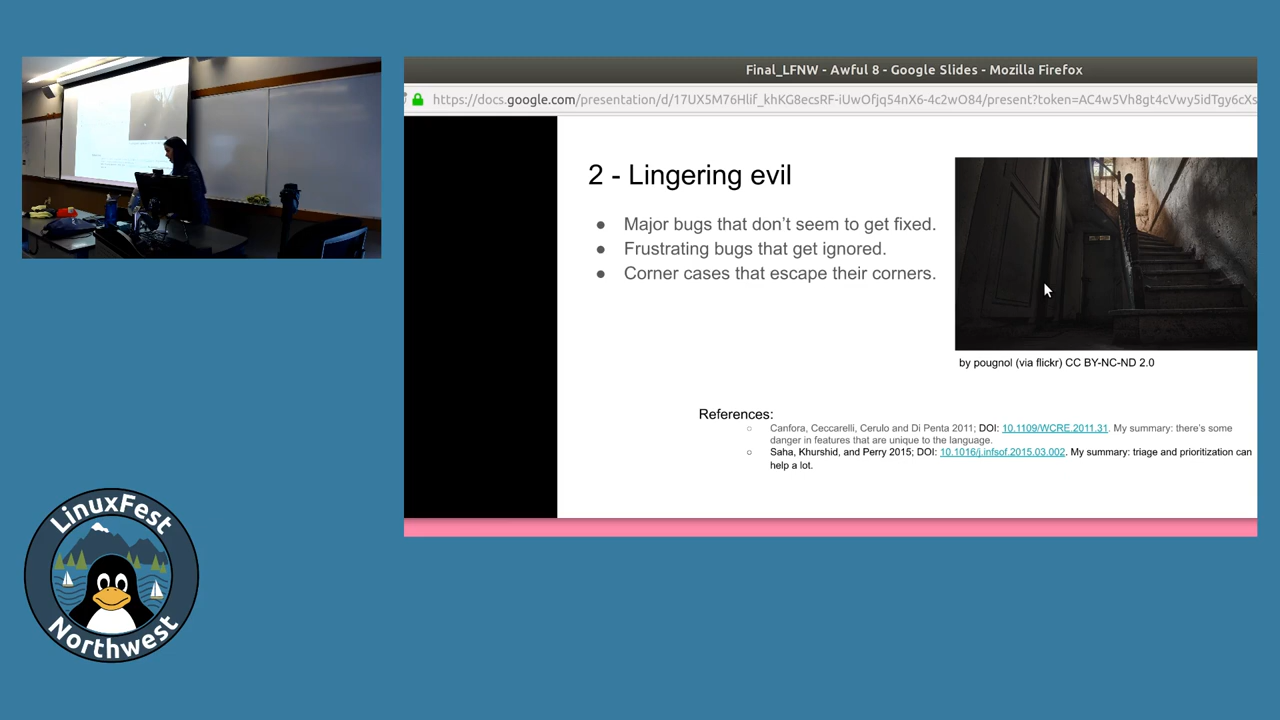 Final_LFNW - Awful 8 - Google Slides - Mozilla Firefox
https://docs.google.com/presentation/d/17UX5M76Hlif_khKG8ecsRF-iUwOfjq54nX6-4c2wO84/present?token=AC4w5Vh8gt4cVwy5idTgy6cXs
2 - Lingering evil
● Major bugs that don’t seem to get fixed.
● Frustrating bugs that get ignored.
● Corner cases that escape their corners.
by pougnol (via flickr) CC BY-NC-ND 2.0
References:
○ Canfora, Ceccarelli, Cerulo and Di Penta 2011; DOI: 10.1109/WCRE.2011.31. My summary: there’s some
danger in features that are unique to the language.
○ Saha, Khurshid, and Perry 2015; DOI: 10.1016/j.infsof.2015.03.002. My summary: triage and prioritization can
help a lot.
LinuxFest
Northwest